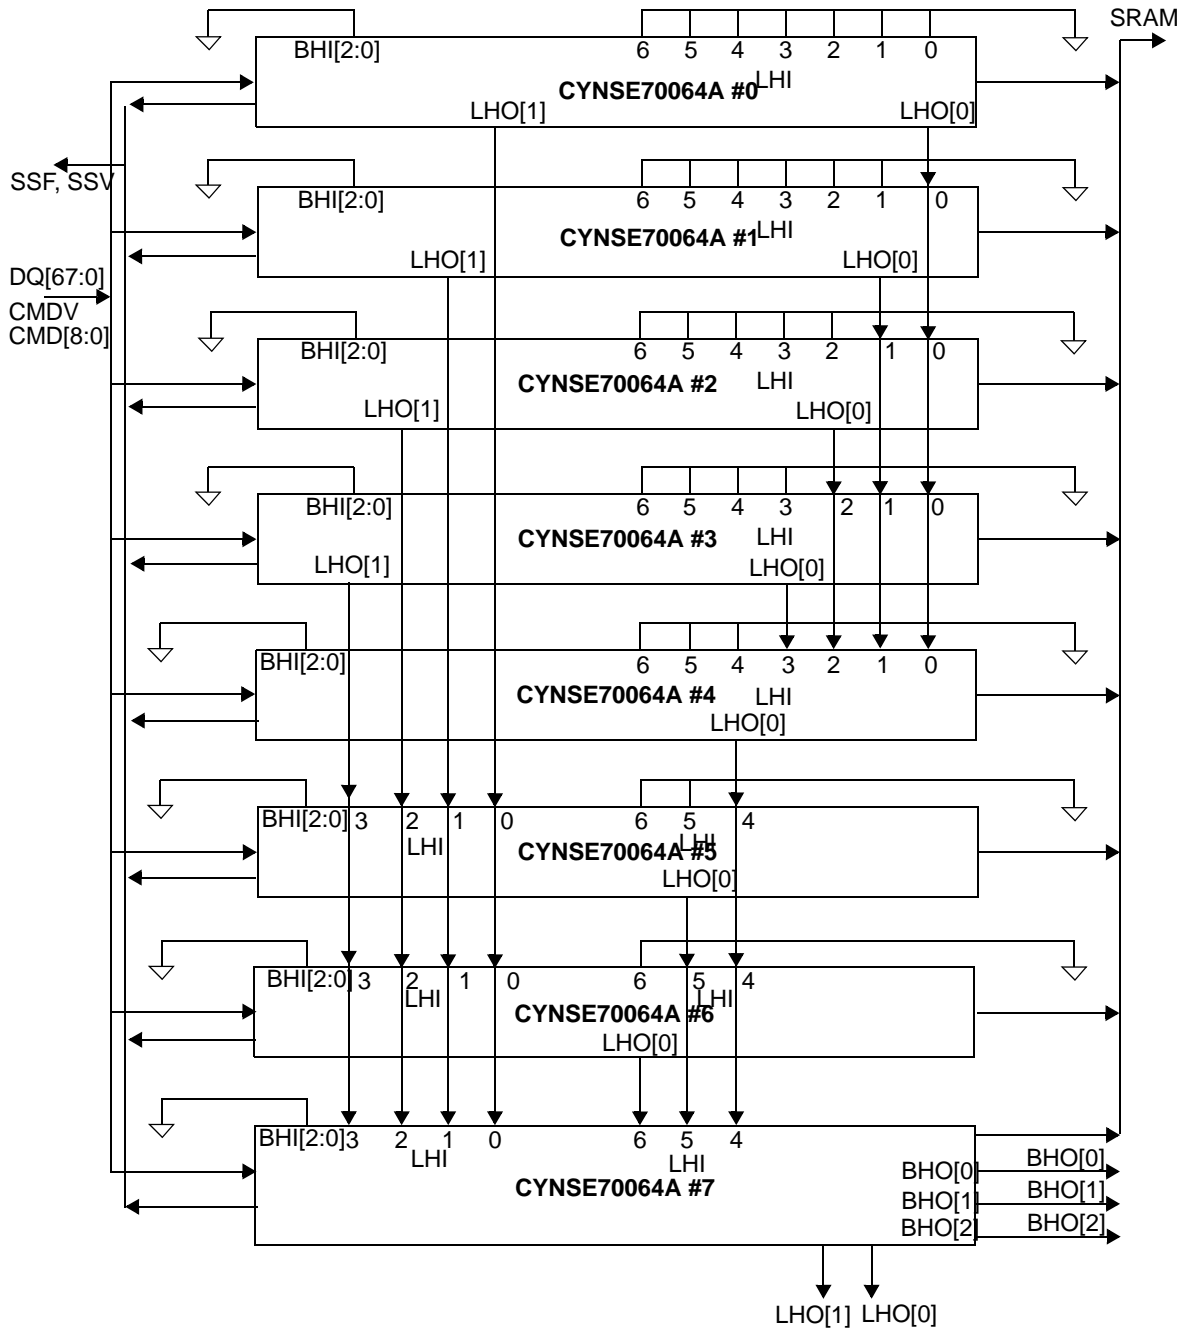 SRAM
BHI[2:0]
6 5 4 3 2 1 0
LHI
CYNSE70064A #0
LHO[1]
LHO[0]
SSF, SSV
BHI[2:0]
6 5 4 3 2 1 0
LHI
CYNSE70064A #1
LHO[1]
LHO[0]
DQ[67:0]
CMDV
CMD[8:0]
BHI[2:0]
6 5 4 3 2 1 0
CYNSE70064A #2
LHI
LHO[1]
LHO[0]
BHI[2:0]
6 5 4 3 2 1 0
CYNSE70064A #3
LHI
LHO[1]
LHO[0]
BHI[2:0]
6 5 4 3 2 1 0
CYNSE70064A #4
LHI
LHO[0]
BHI[2:0] 3 2 1 0 6 5 4
LHI
LHI
CYNSE70064A #5
LHO[0]
BHI[2:0] 3 2 1 0 6 5 4
LHI
LHI
CYNSE70064A #6
LHO[0]
BHI[2:0] 3 2 1 0 6 5 4
LHI
LHI
CYNSE70064A #7
BHO[0] BHO[0]
BHO[1] BHO[1]
BHO[2] BHO[2]
LHO[1] LHO[0]